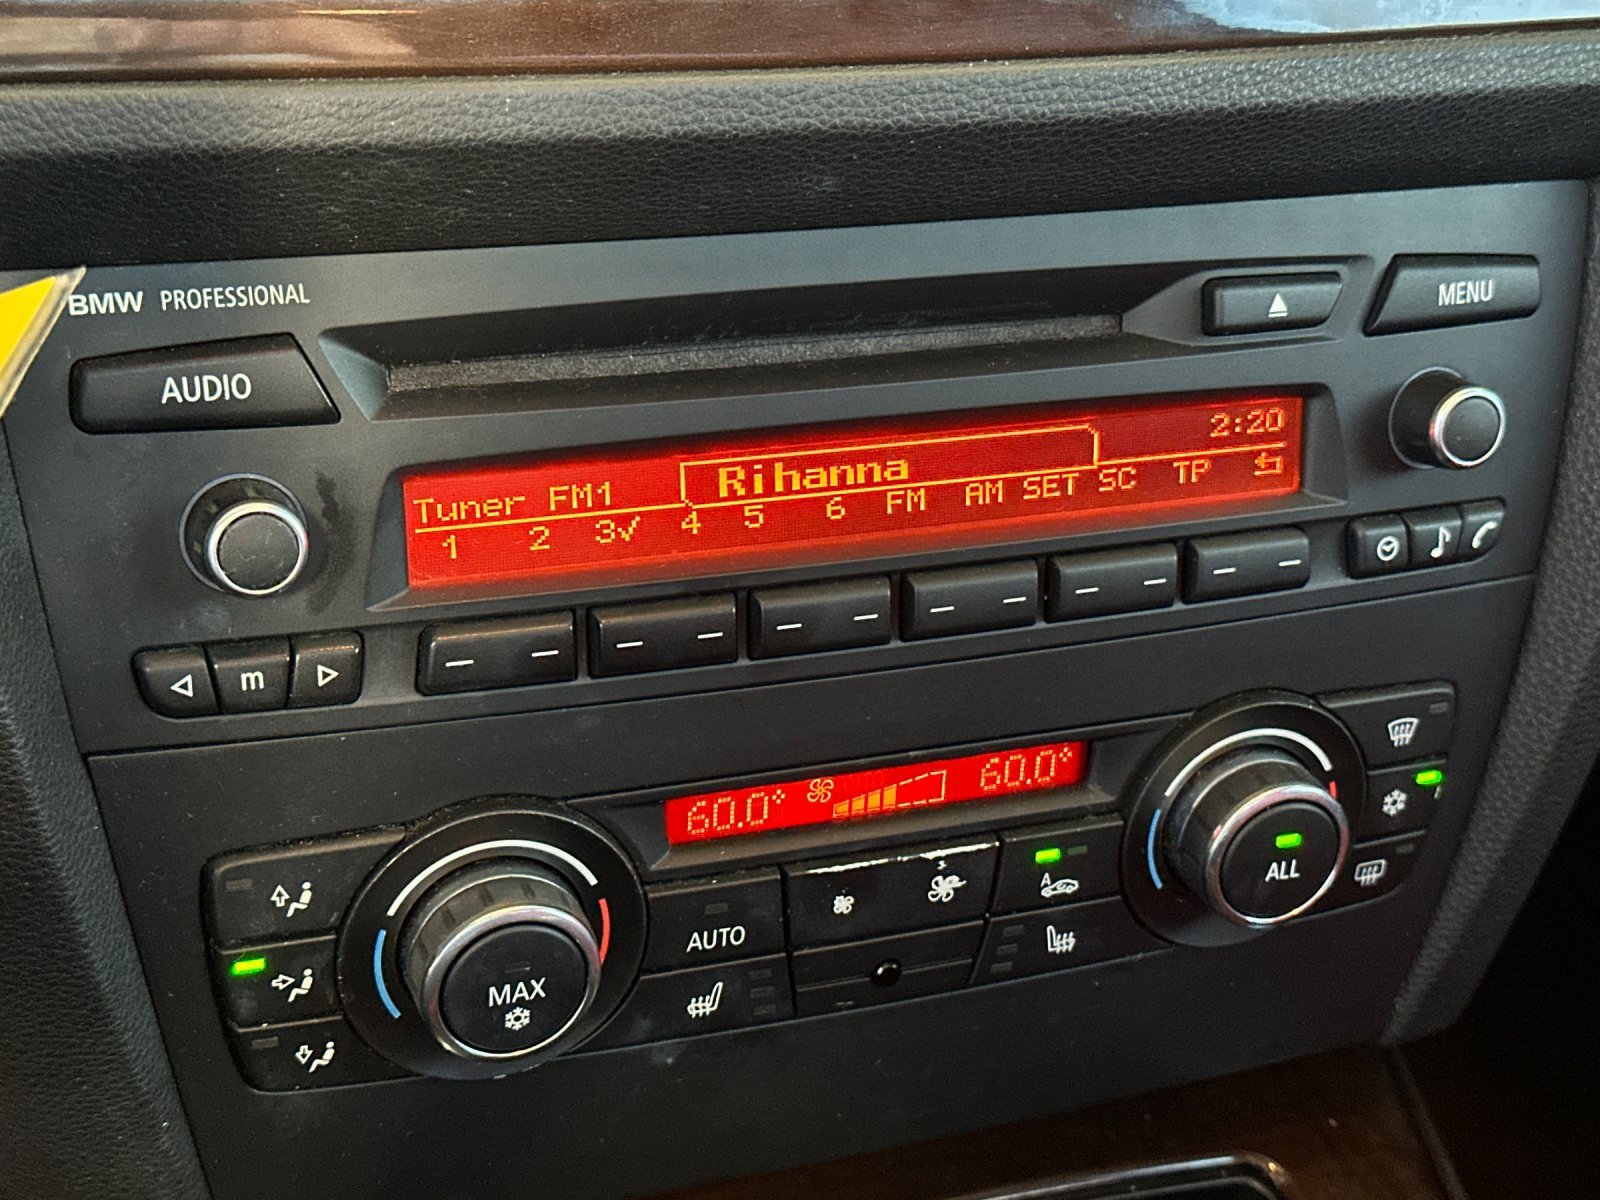 BMW PROFESSIONAL
MENU
AUDIO
2:20
Tuner FM1 Rihanna
1 2 3✓ 4 5 6 FM AM SET SC TP
m
60.0° 60.0°
A
ALL
AUTO
MAX